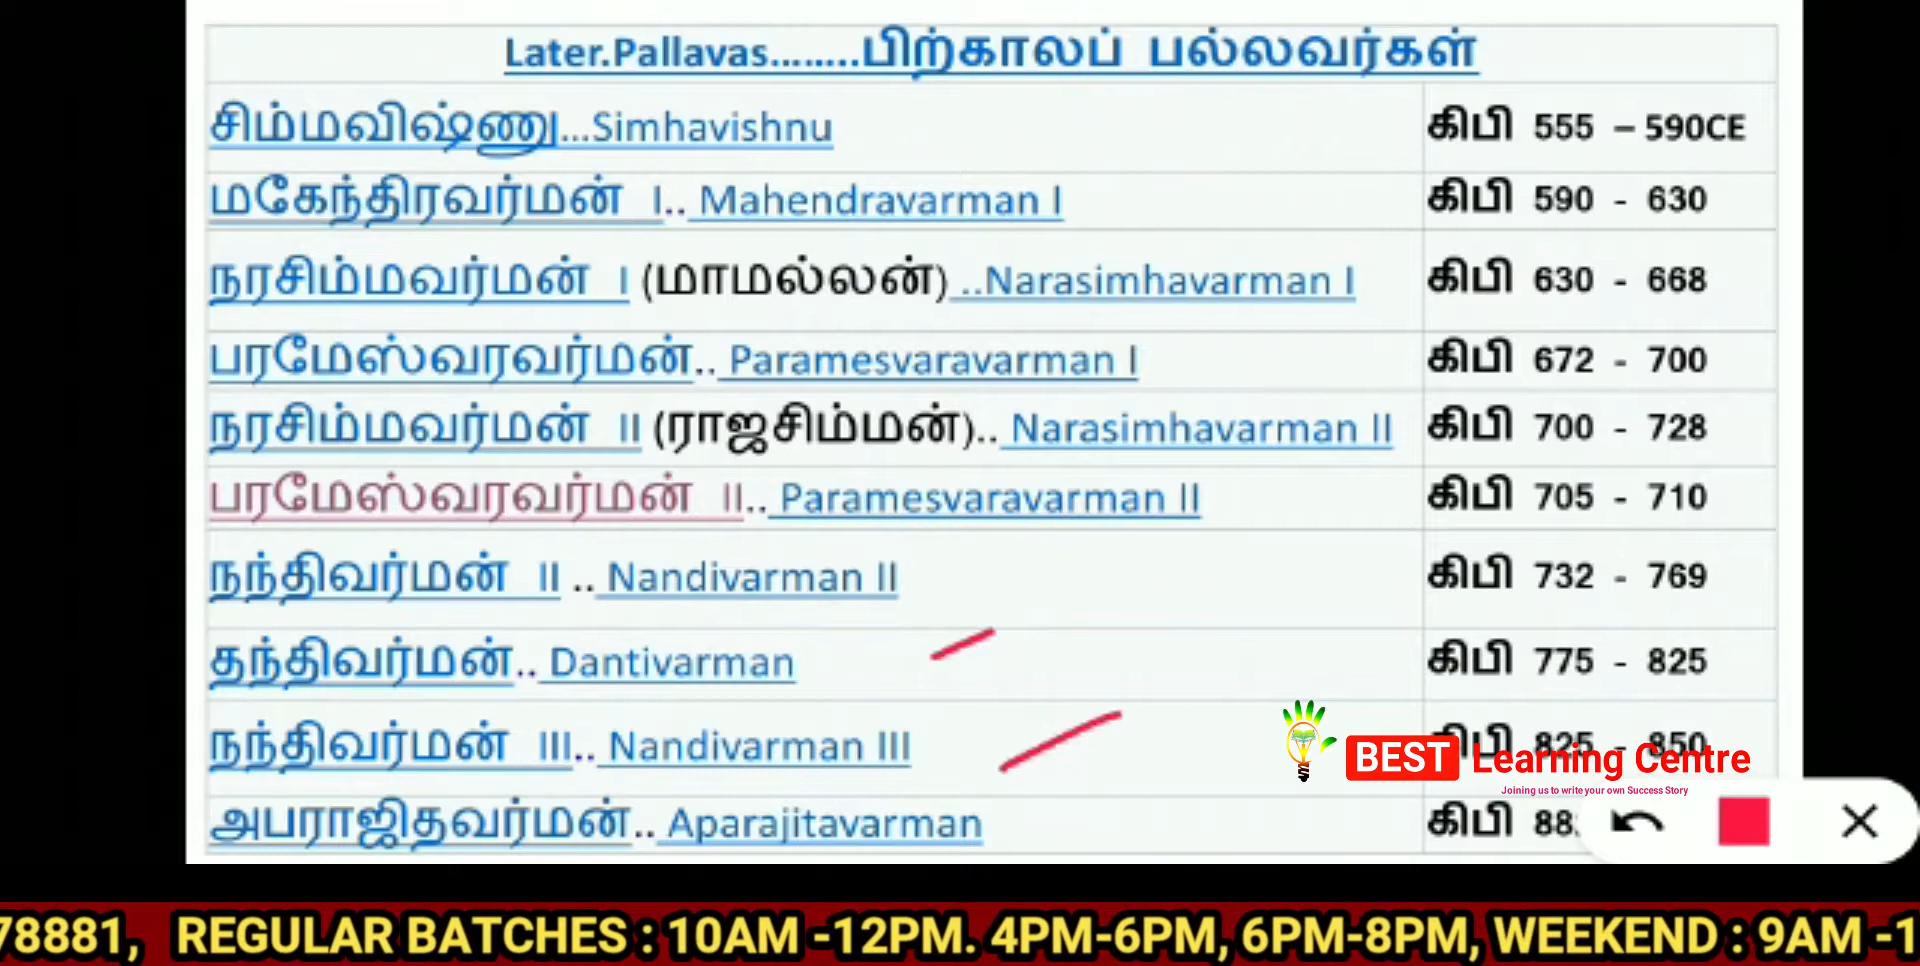 Later.Pallavas........பிற்காலப் பல்லவர்கள்
சிம்மவிஷ்ணு...Simhavishnu கிபி 555 – 590CE
மகேந்திரவர்மன் I.. Mahendravarman I கிபி 590 - 630
நரசிம்மவர்மன் I (மாமல்லன்) ..Narasimhavarman I கிபி 630 - 668
பரமேஸ்வரவர்மன்.. Paramesvaravarman I கிபி 672 - 700
நரசிம்மவர்மன் II (ராஜசிம்மன்).. Narasimhavarman II கிபி 700 - 728
பரமேஸ்வரவர்மன் II.. Paramesvaravarman II கிபி 705 - 710
நந்திவர்மன் II .. Nandivarman II கிபி 732 - 769
தந்திவர்மன்.. Dantivarman கிபி 775 - 825
நந்திவர்மன் III.. Nandivarman III கிபி 825 - 850
BEST Learning Centre
Joining us to write your own Success Story
அபராஜிதவர்மன்.. Aparajitavarman கிபி 88
78881, REGULAR BATCHES : 10AM -12PM. 4PM-6PM, 6PM-8PM, WEEKEND : 9AM -1